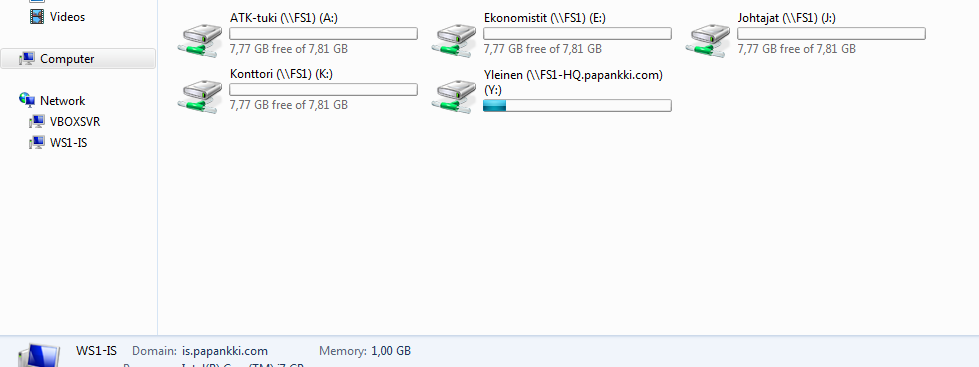 Videos
Computer
Network
VBOXSVR
WS1-IS
ATK-tuki (\\FS1) (A:)
7,77 GB free of 7,81 GB
Ekonomistit (\\FS1) (E:)
7,77 GB free of 7,81 GB
Johtajat (\\FS1) (J:)
7,77 GB free of 7,81 GB
Konttori (\\FS1) (K:)
7,77 GB free of 7,81 GB
Yleinen (\\FS1-HQ.papankki.com)
(Y:)
WS1-IS Domain: is.papankki.com Memory: 1,00 GB